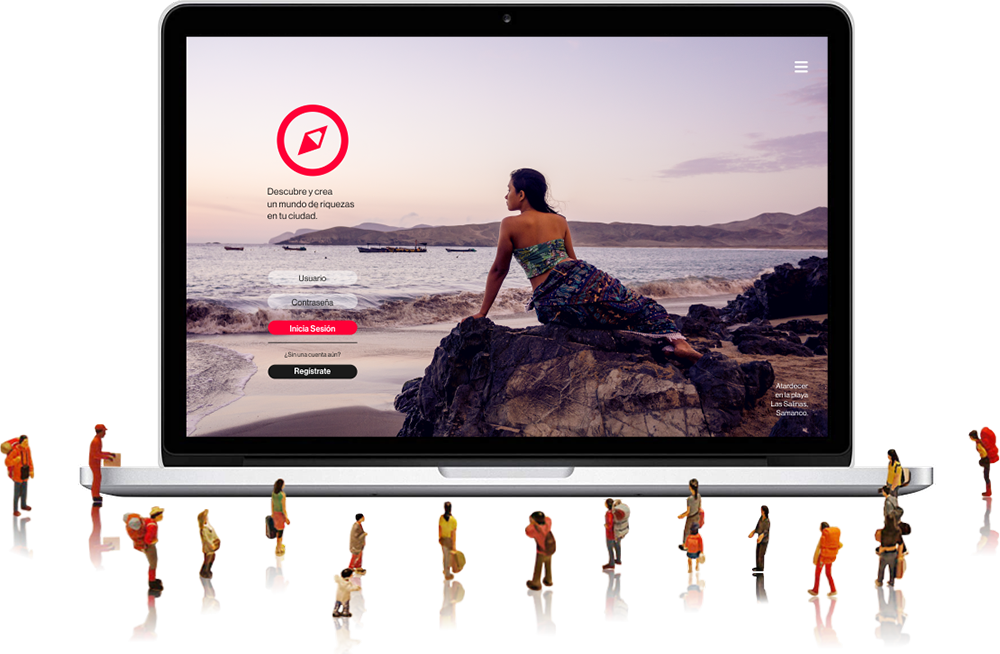 Descubre y crea
un mundo de riquezas
en tu ciudad.
Usuario
Contraseña
Inicia Sesión
¿Sin una cuenta aún?
Regístrate
Atardecer
en la playa
Las Salinas,
Samanco.